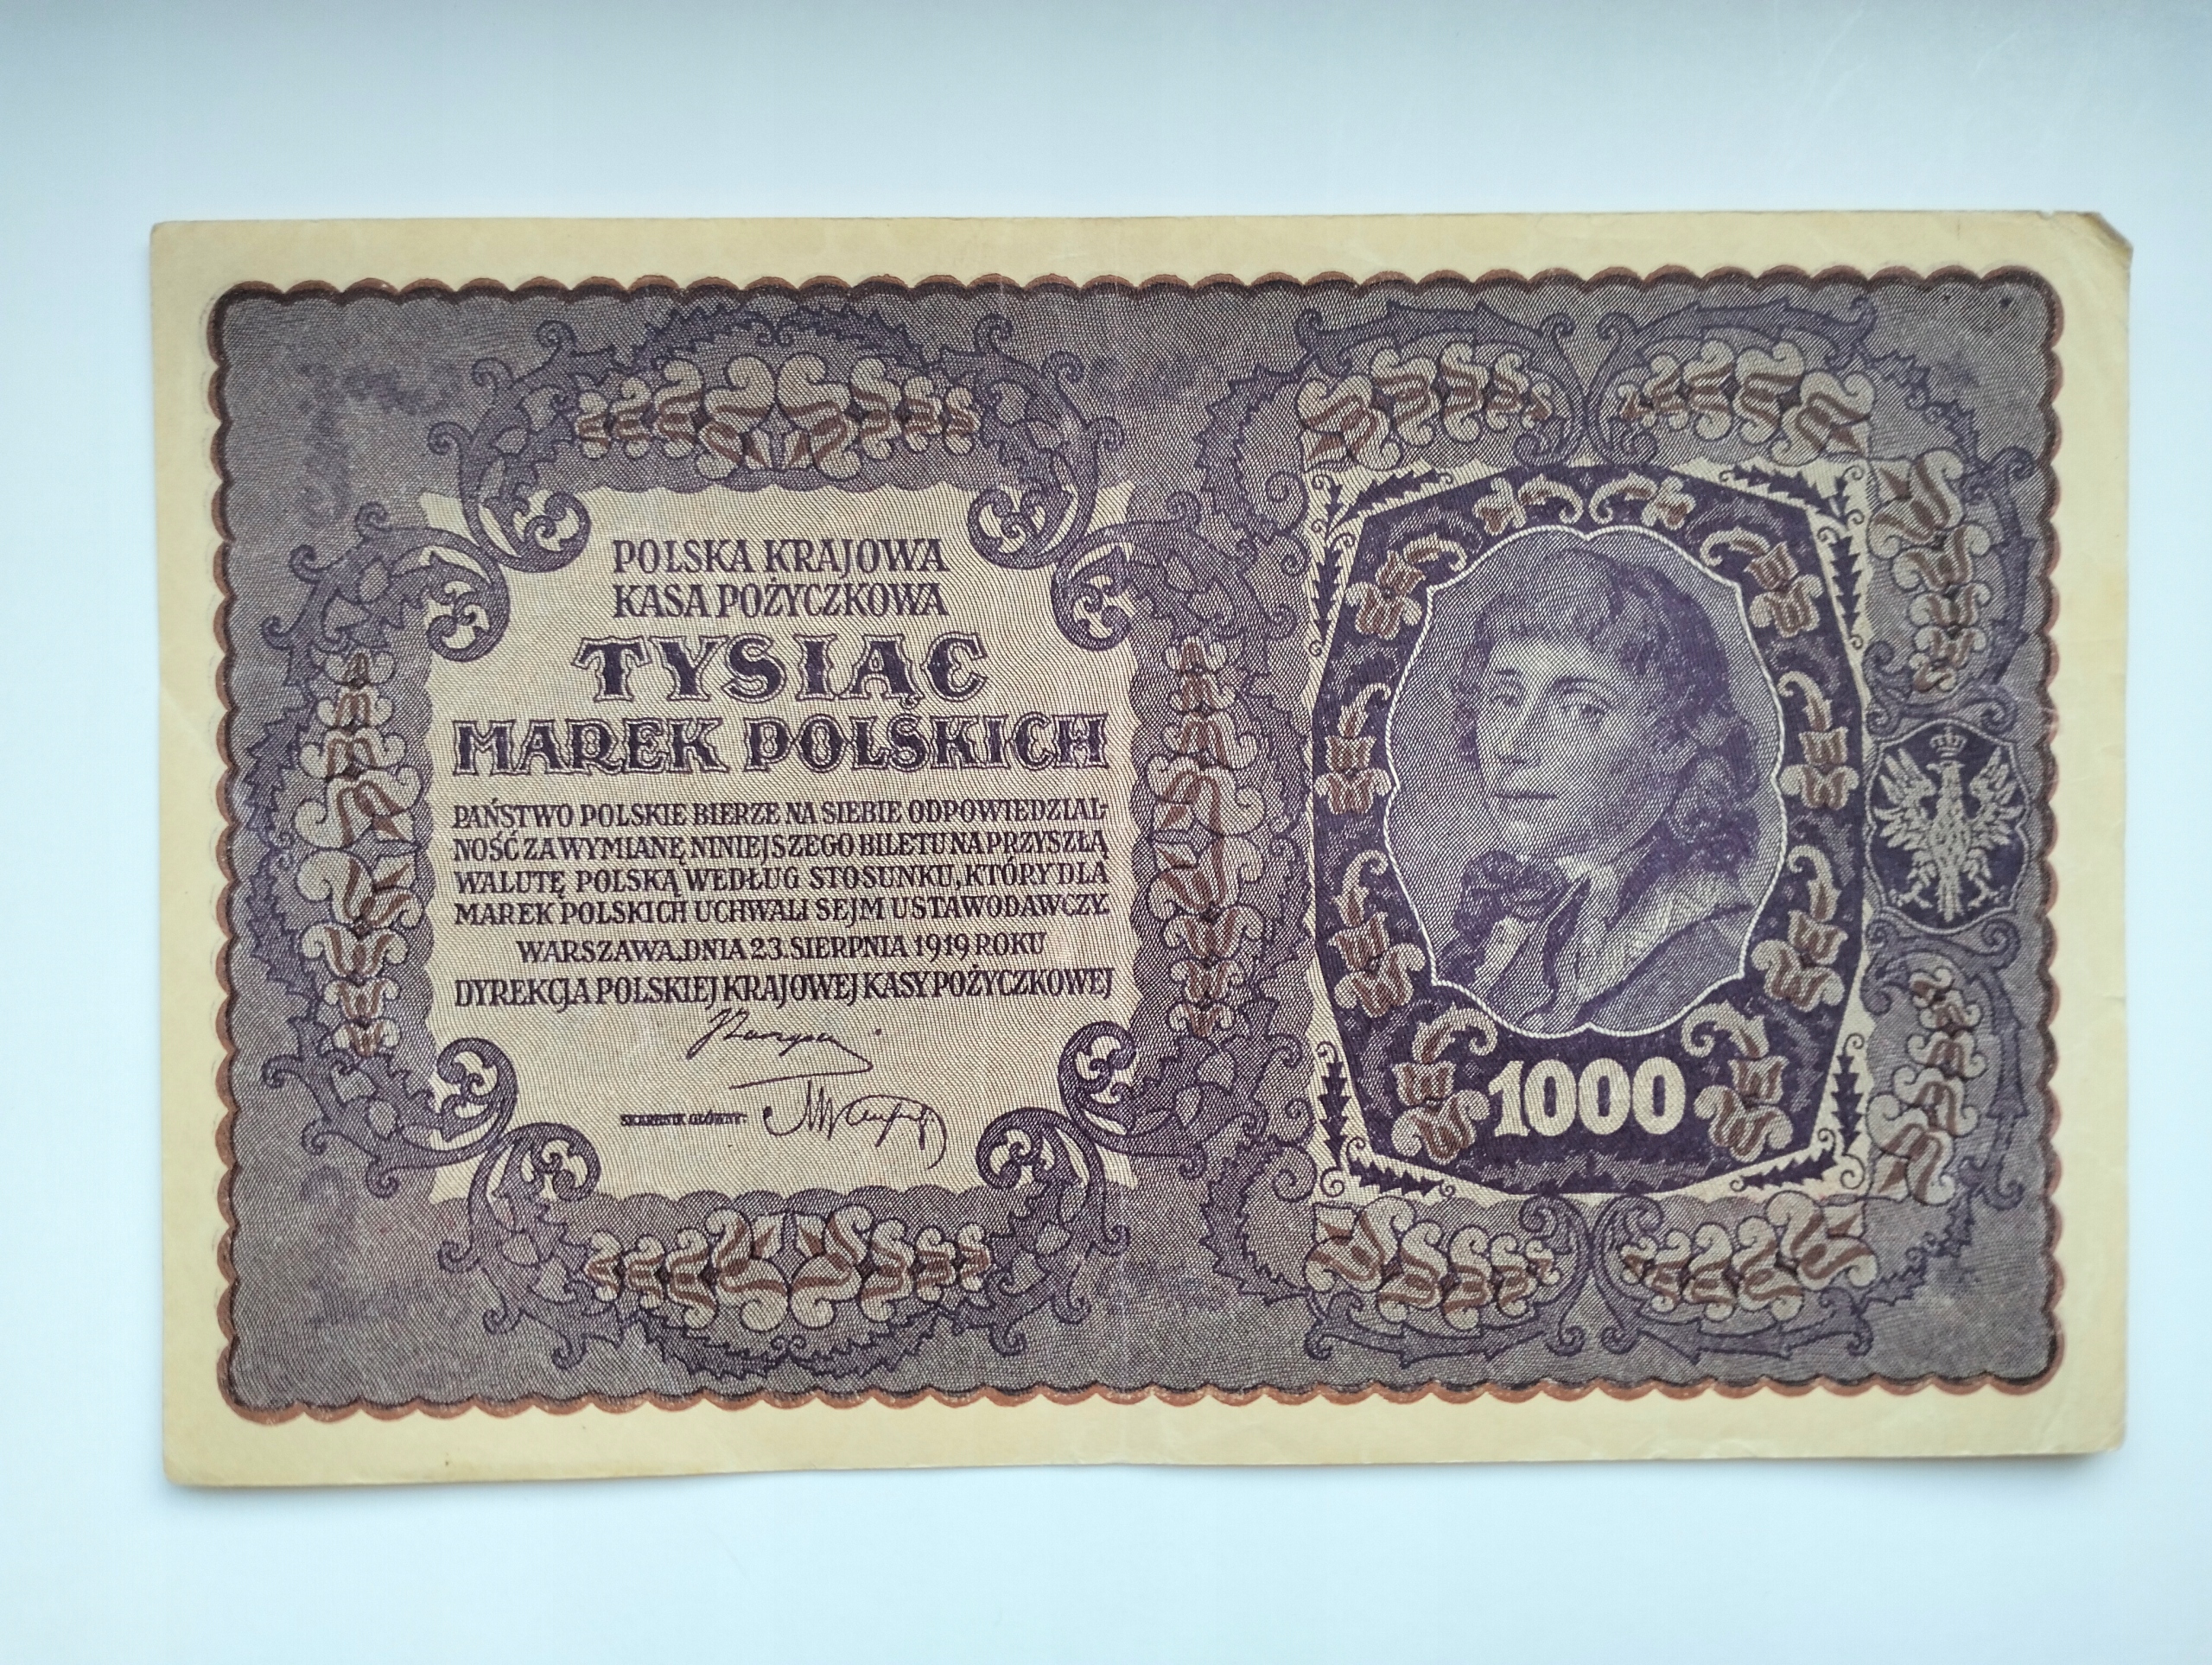 POLSKA KRAJOWA
KASA POŻYCZKOWA
TYSIĄC
MAREK POLSKICH
PAŃSTWO POLSKIE BIERZE NA SIEBIE ODPOWIEDZIAL-
NOŚĆ ZA WYMIANĘ NINIEJSZEGO BILETU NA PRZYSZŁĄ
WALUTĘ POLSKĄ WEDŁUG STOSUNKU, KTÓRY DLA
MAREK POLSKICH UCHWALI SEJM USTAWODAWCZY.
WARSZAWA, DNIA 23. SIERPNIA 1919 ROKU
DYREKCJA POLSKIEJ KRAJOWEJ KASY POŻYCZKOWEJ
SKARBNIK GŁÓWNY:
1000